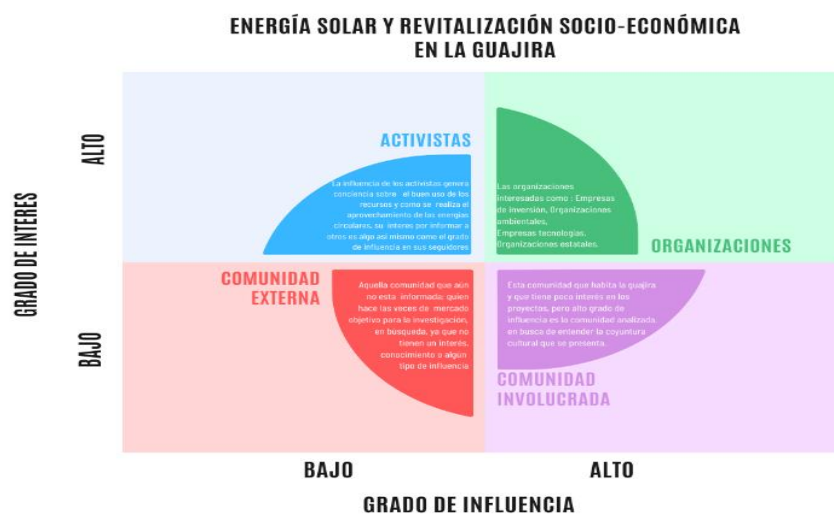 ENERGÍA SOLAR Y REVITALIZACIÓN SOCIO-ECONÓMICA
EN LA GUAJIRA
GRADO DE INTERES
ALTO
BAJO
ACTIVISTAS
La influencia de los activistas genera
conciencia sobre el buen uso de los
recursos y como se realiza el
aprovechamiento de las energías
circulares, su interes por informar a
otros es algo asi mismo como el grado
de influencia en sus seguidores
Las organizaciones
interesadas como : Empresas
de inversión, Organizaciones
ambientales,
Empresas tecnologías,
Organizaciones estatales.
ORGANIZACIONES
COMUNIDAD
EXTERNA
Aquella comunidad que aún
no esta informada; quien
hace las veces de mercado
objetivo para la investigación,
en búsqueda, ya que no
tienen un interés,
conocimiento o algún
tipo de influencia
Esta comunidad que habita la guajira
y que tiene poco interés en los
proyectos, pero alto grado de
influencia es la comunidad analizada,
en busca de entender la coyuntura
cultural que se presenta.
COMUNIDAD
INVOLUCRADA
BAJO
ALTO
GRADO DE INFLUENCIA